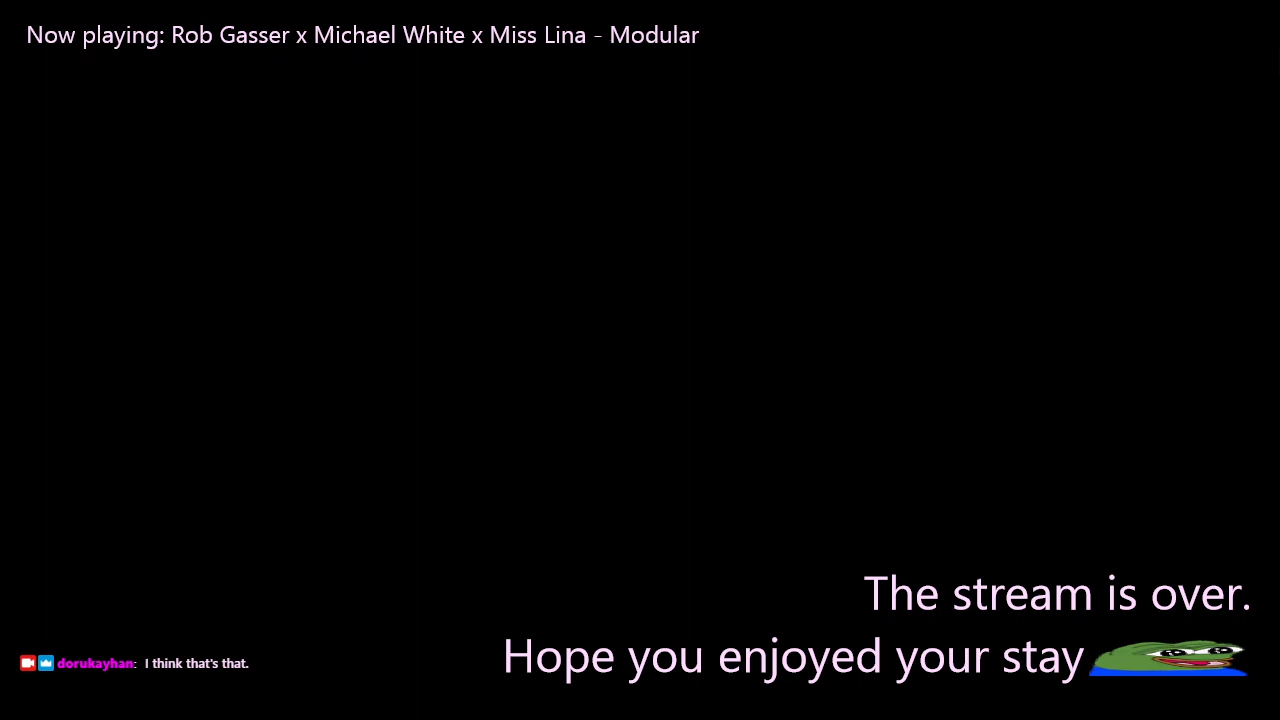 Now playing: Rob Gasser x Michael White x Miss Lina - Modular
The stream is over.
Hope you enjoyed your stay
dorukayhan: I think that's that.